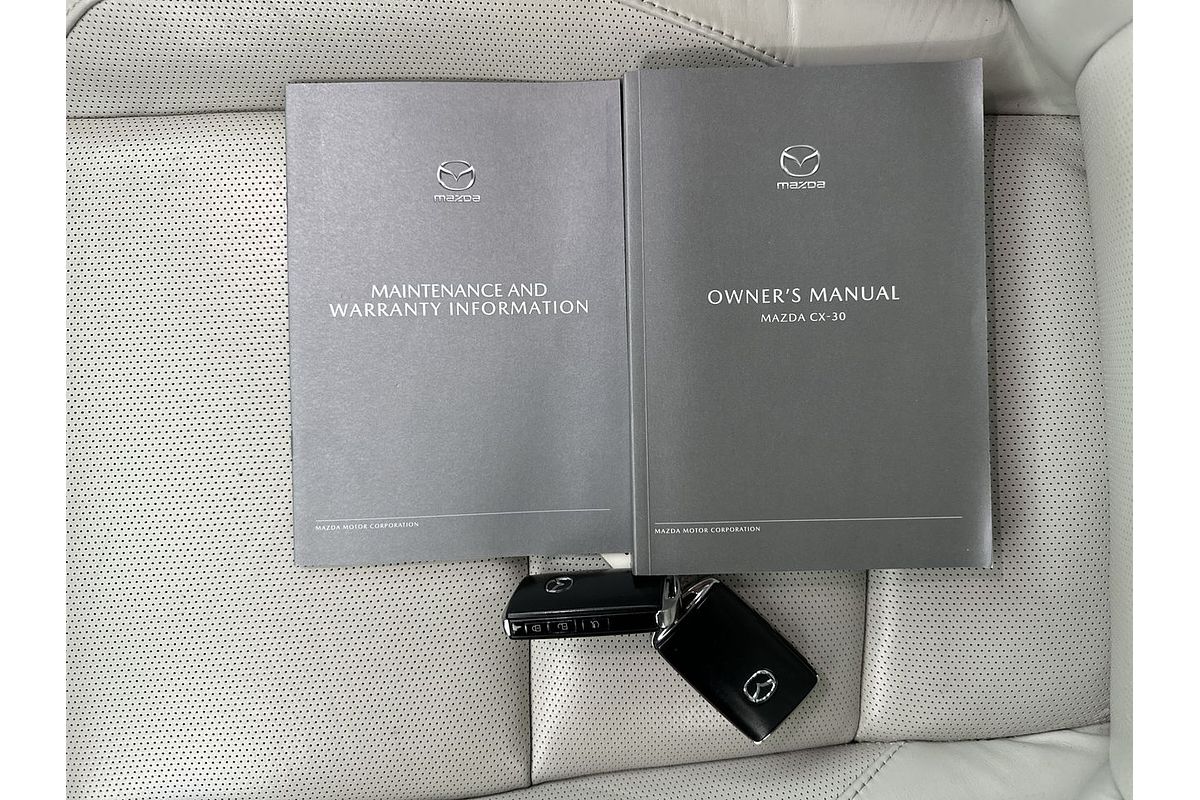 mazda
MAINTENANCE AND
WARRANTY INFORMATION
MAZDA MOTOR CORPORATION
mazda
OWNER'S MANUAL
MAZDA CX-30
MAZDA MOTOR CORPORATION